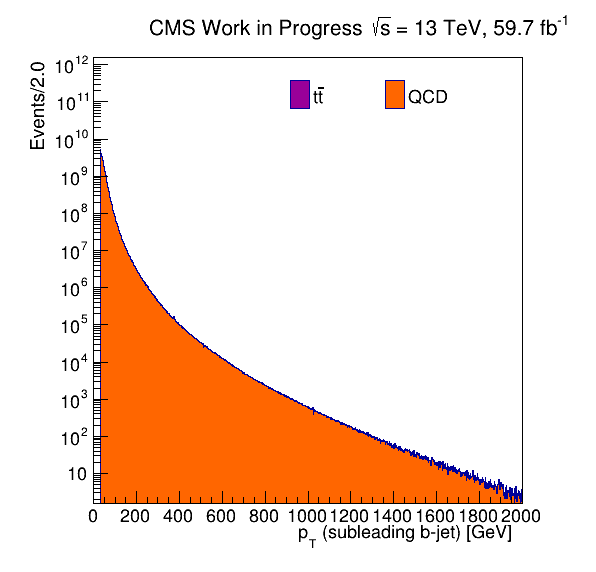 CMS Work in Progress √s = 13 TeV, 59.7 fb⁻¹
Events/2.0
tt̄
QCD
10¹²
10¹¹
10¹⁰
10⁹
10⁸
10⁷
10⁶
10⁵
10⁴
10³
10²
10
0 200 400 600 800 1000 1200 1400 1600 1800 2000
p_T (subleading b-jet) [GeV]